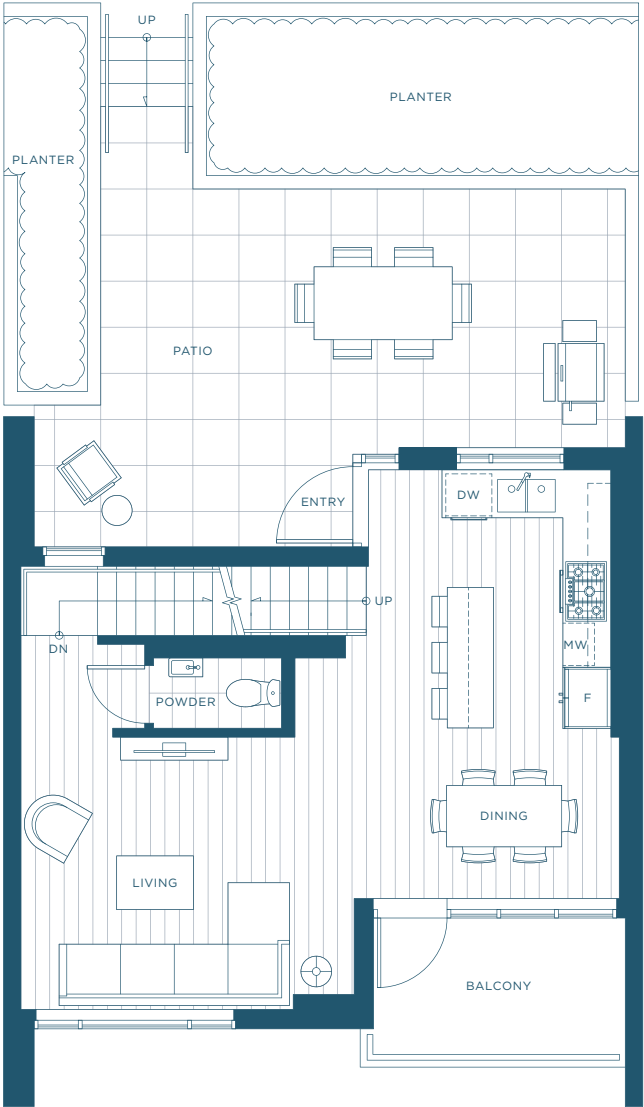 UP
PLANTER
PLANTER
PATIO
DW
ENTRY
UP
MW
DN
F
POWDER
DINING
LIVING
BALCONY